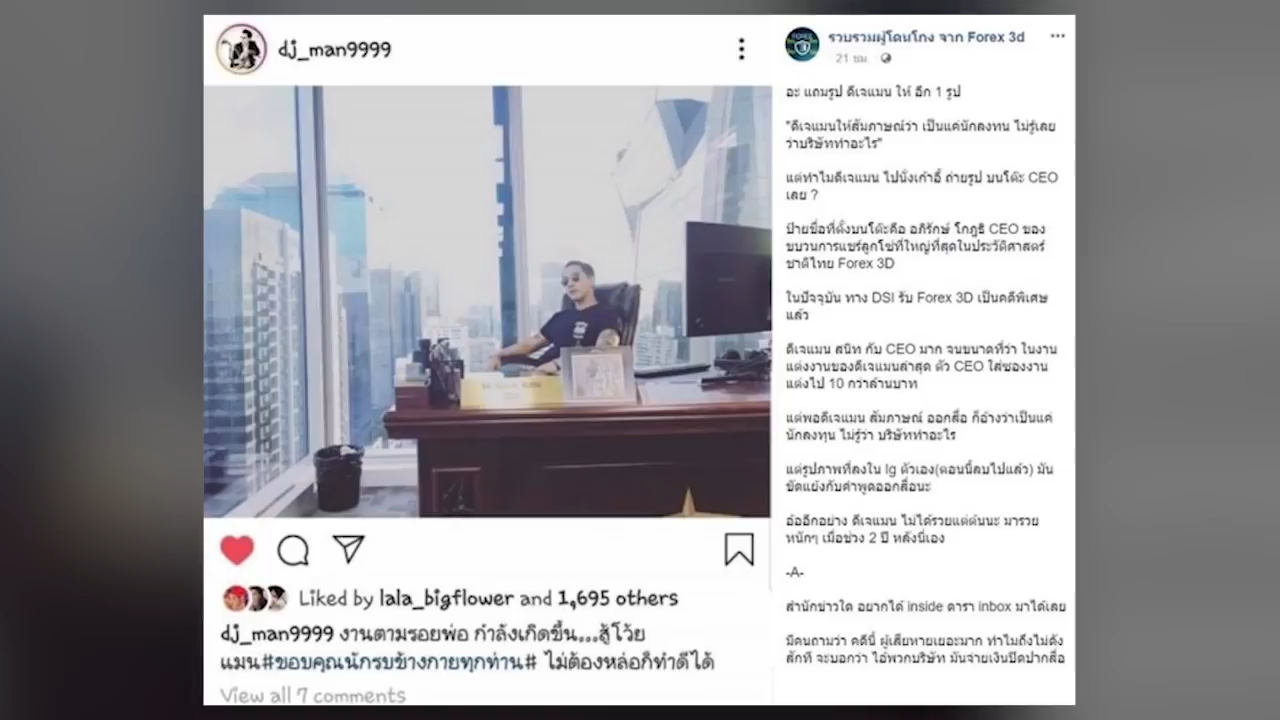 dj_man9999
Liked by lala_bigflower and 1,695 others
dj_man9999 งานตามรอยพ่อ กำลังเกิดขึ้น...สู้โว้ย
แมน#ขอบคุณนักรบข้างกายทุกท่าน# ไม่ต้องหล่อก็ทำดีได้
View all 7 comments
รวบรวมผู้โดนโกง จาก Forex 3d
21 ชม.
อะ แถมรูป ดีเจแมน ให้ อีก 1 รูป
"ดีเจแมนให้สัมภาษณ์ว่า เป็นแค่นักลงทน ไม่รู้เลย
ว่าบริษัททำอะไร"
แต่ทำไมดีเจแมน ไปนั่งเก้าอี้ ถ่ายรูป บนโต๊ะ CEO
เลย ?
ป้ายชื่อที่ตั้งบนโต๊ะคือ อภิรักษ์ โกฎธิ CEO ของ
ขบวนการแชร์ลูกโซ่ที่ใหญ่ที่สุดในประวัติศาสตร์
ชาติไทย Forex 3D
ในปัจจุบัน ทาง DSI รับ Forex 3D เป็นคดีพิเศษ
แล้ว
ดีเจแมน สนิท กับ CEO มาก จนขนาดที่ว่า ในงาน
แต่งงานของดีเจแมนล่าสุด ตัว CEO ใส่ซองงาน
แต่งไป 10 กว่าล้านบาท
แต่พอดีเจแมน สัมภาษณ์ ออกสื่อ ก็อ้างว่าเป็นแค่
นักลงทุน ไม่รู้ว่า บริษัททำอะไร
แต่รูปภาพที่ลงใน Ig ตัวเอง(ตอนนี้ลบไปแล้ว) มัน
ขัดแย้งกับคำพูดออกสื่อนะ
อ้ออีกอย่าง ดีเจแมน ไม่ได้รวยแต่ต้นนะ มารวย
หนักๆ เมื่อช่วง 2 ปี หลังนี่เอง
-A-
สำนักข่าวใด อยากได้ inside ดารา inbox มาได้เลย
มีคนถามว่า คดีนี้ ผู้เสียหายเยอะมาก ทำไมถึงไม่ดัง
สักที จะบอกว่า ไอ้พวกบริษัท มันจ่ายเงินปิดปากสื่อ